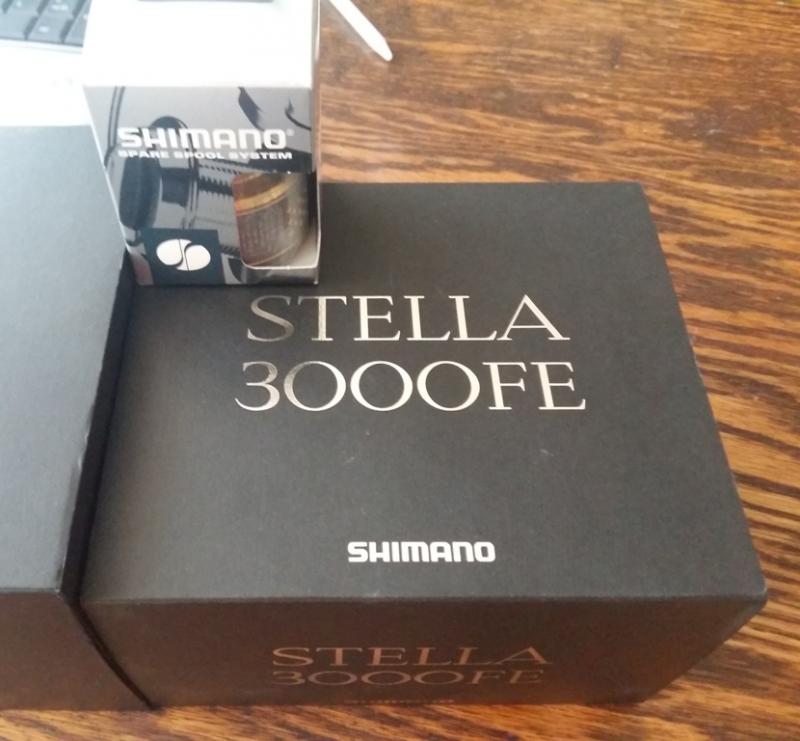 SHIMANO®
SPARE SPOOL SYSTEM
STELLA
3000FE
SHIMANO
STELLA
3000FE